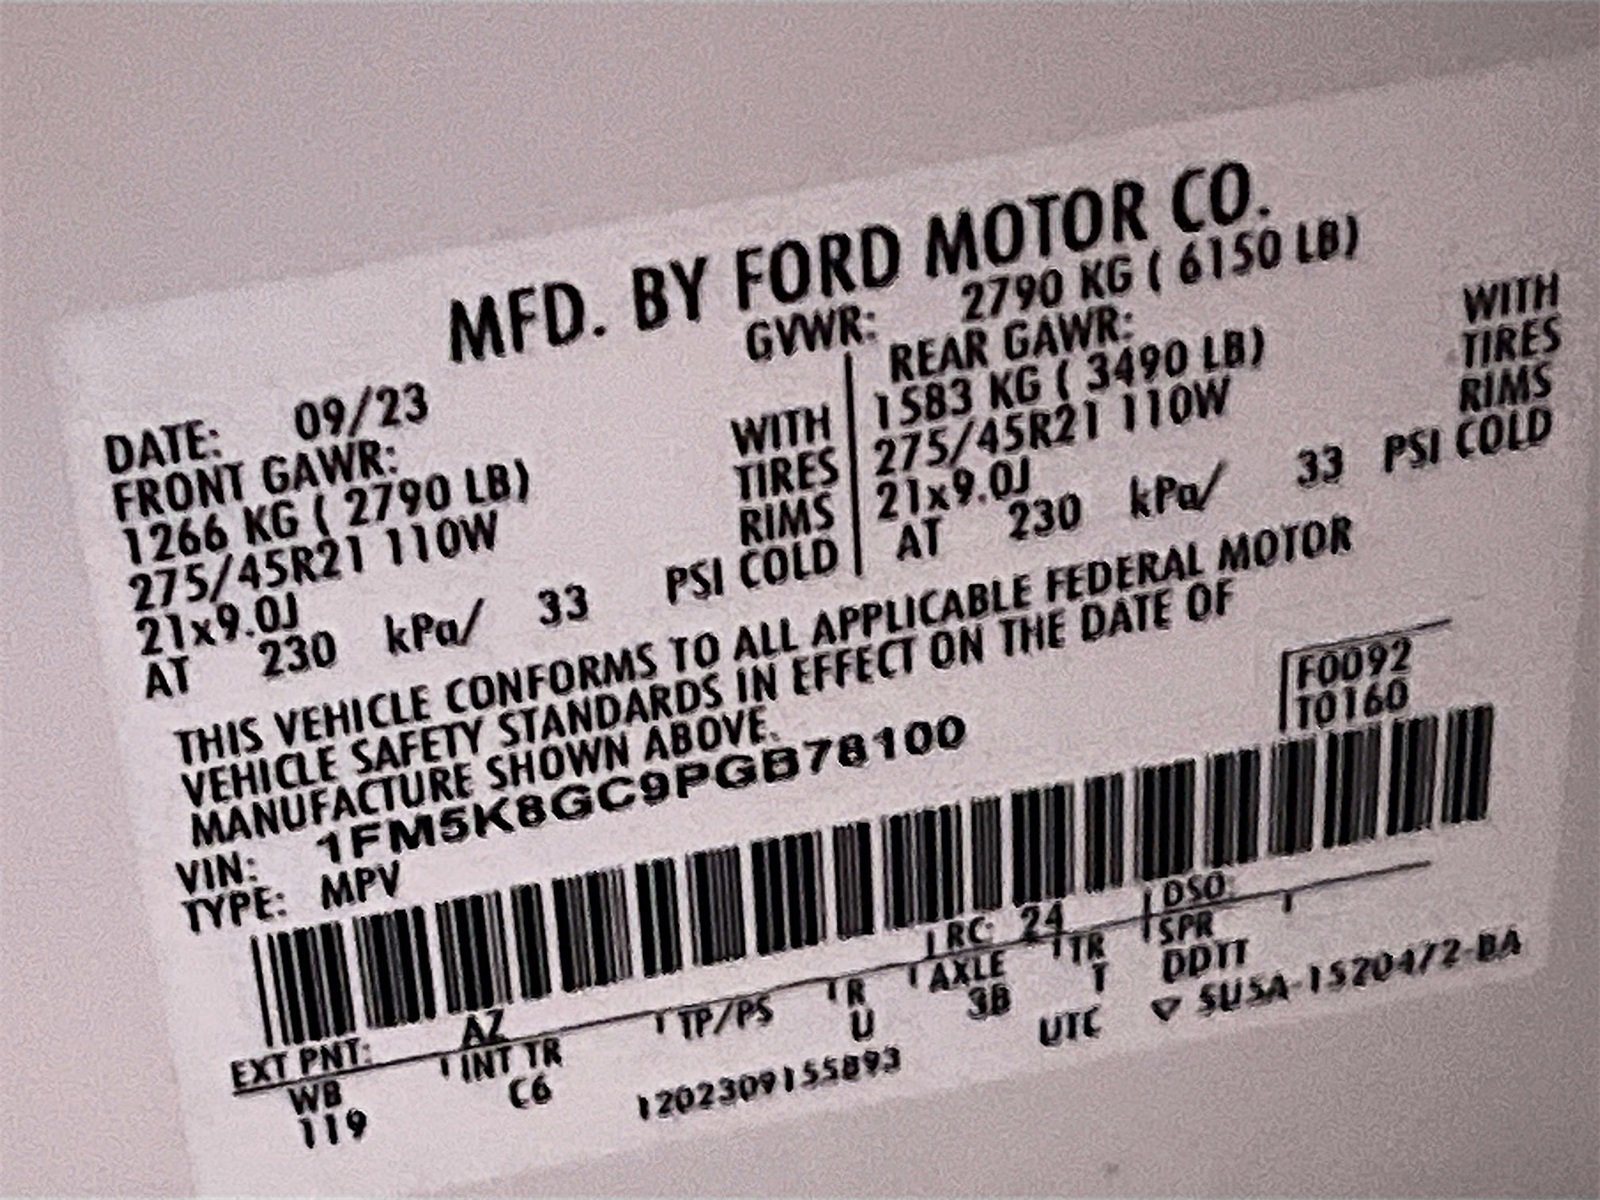 MFD. BY FORD MOTOR CO.
DATE: 09/23 GVWR: 2790 KG ( 6150 LB)
FRONT GAWR: WITH REAR GAWR: WITH
1266 KG ( 2790 LB) TIRES 1583 KG ( 3490 LB) TIRES
275/45R21 110W RIMS 275/45R21 110W RIMS
21x9.0J 21x9.0J
AT 230 kPa/ 33 PSI COLD AT 230 kPa/ 33 PSI COLD
THIS VEHICLE CONFORMS TO ALL APPLICABLE FEDERAL MOTOR
VEHICLE SAFETY STANDARDS IN EFFECT ON THE DATE OF
MANUFACTURE SHOWN ABOVE.
VIN: 1FM5K8GC9PGB78100
TYPE: MPV
F0092
T0160
EXT PNT: AZ RC: 24 DSO:
WB INT TR TP/PS R AXLE TR SPR
119 C6 U 3B T DDTT
1202309155893 UTC ▽ 5U5A-1520472-BA